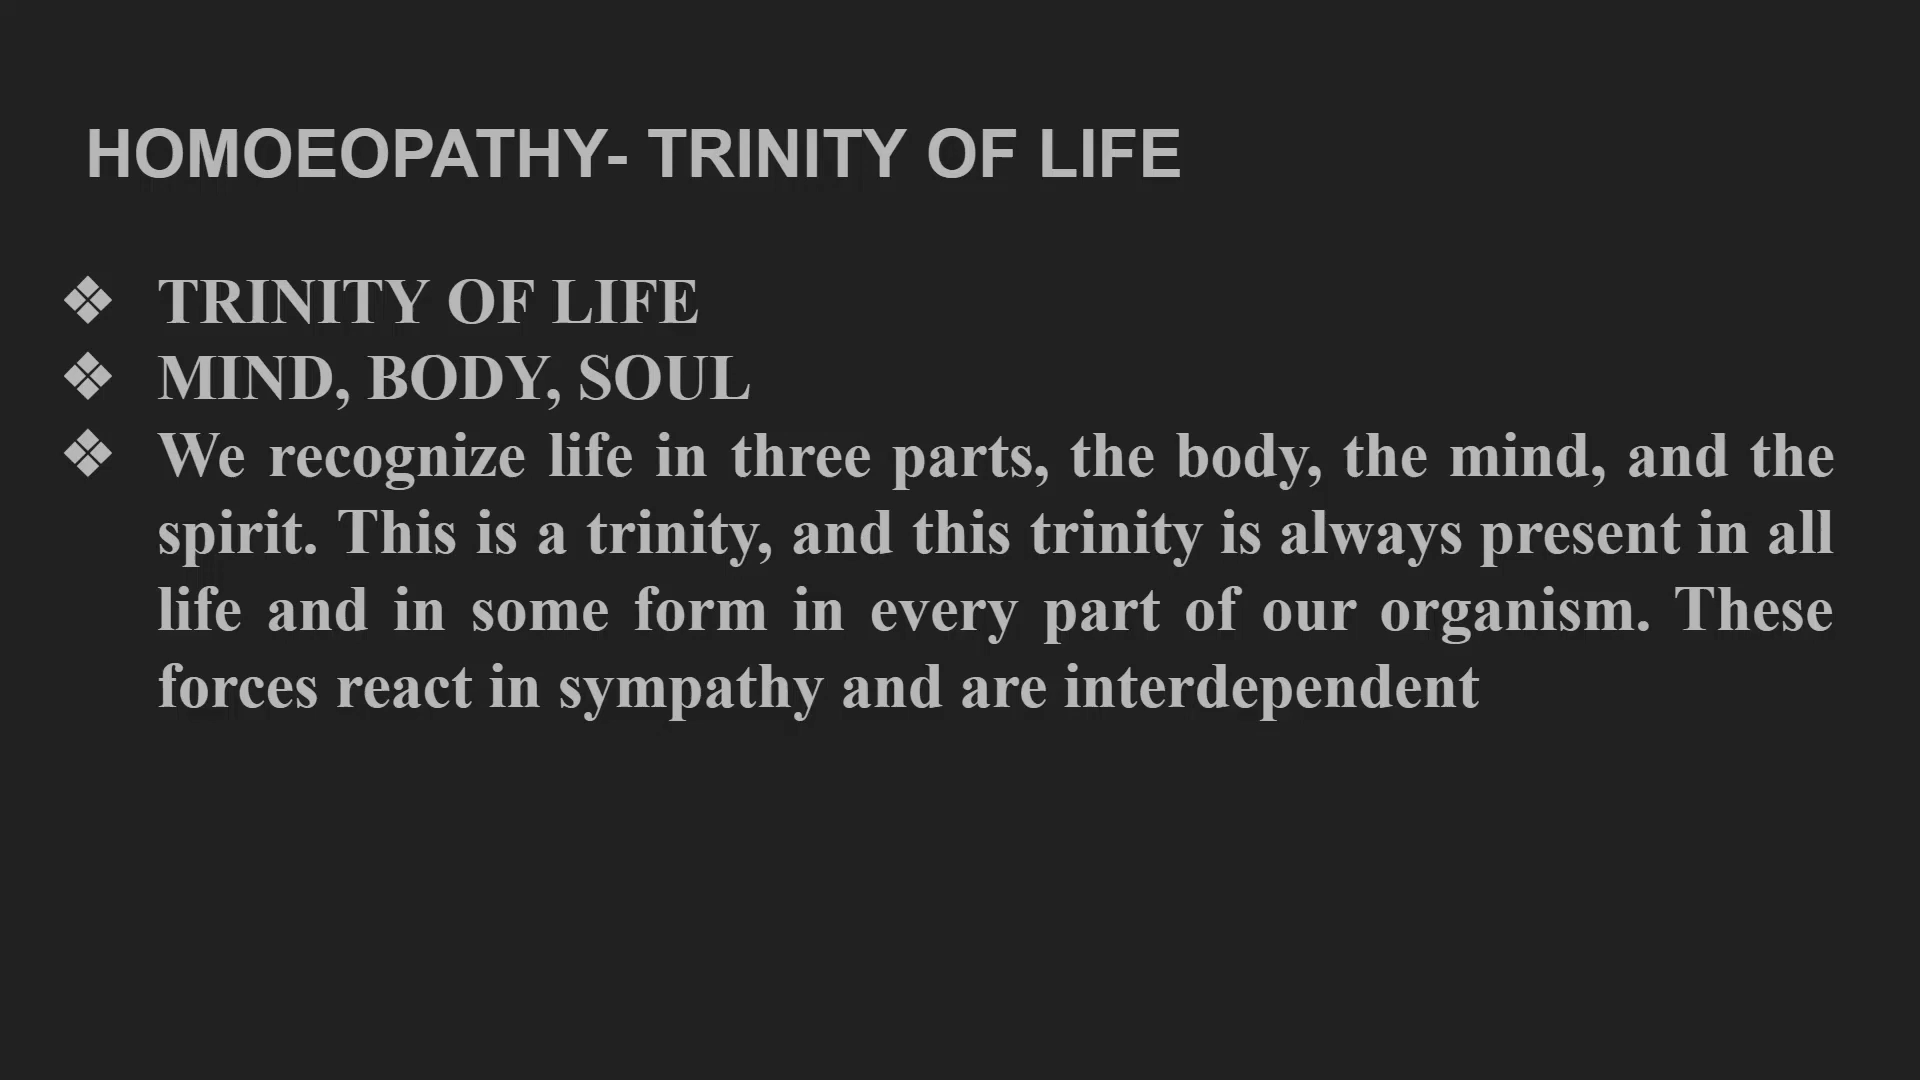 HOMOEOPATHY- TRINITY OF LIFE
❖ TRINITY OF LIFE
❖ MIND, BODY, SOUL
❖ We recognize life in three parts, the body, the mind, and the
spirit. This is a trinity, and this trinity is always present in all
life and in some form in every part of our organism. These
forces react in sympathy and are interdependent